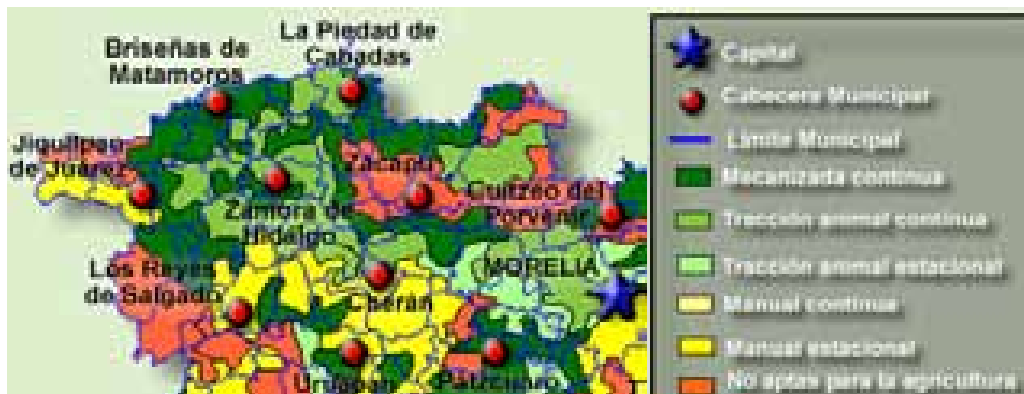 La Piedad de
Cabadas
Briseñas de
Matamoros
Jiquilpan
de Juárez
Zacapu
Cuitzeo del
Porvenir
Zamora de
Hidalgo
MORELIA
Los Reyes
de Salgado
Cherán
Uruapan
Pátzcuaro
Capital
Cabecera Municipal
Límite Municipal
Mecanizada continua
Tracción animal continua
Tracción animal estacional
Manual continua
Manual estacional
No aptas para la agricultura